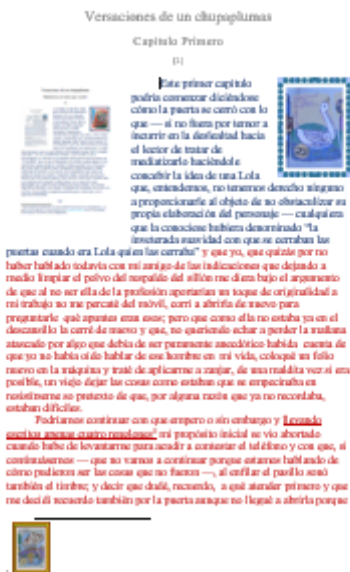 Versaciones de un chupaplumas
Capítulo Primero
[1]
Este primer capítulo
podría comenzar diciéndose
cómo la puerta se cerró con lo
que — si no fuera por temor a
incurrir en la deslealtad hacia
el lector de tratar de
mediatizarlo haciéndole
concebir la idea de una Lola
que, entendemos, no tenemos derecho ninguno
a proporcionarle al objeto de no obstaculizar su
propia elaboración del personaje — cualquiera
que la conociese hubiera denominado "la
inveterada suavidad con que se cerraban las
puertas cuando era Lola quien las cerraba" y que yo, que quizás por no
haber hablado todavía con mi amigo de las indicaciones que dejando a
medio limpiar el polvo del respaldo del sillón me diera bajo el argumento
de que al no ser ella de la profesión aportarían un toque de originalidad a
mi trabajo no me percaté del móvil, corrí a abrirla de nuevo para
preguntarle qué apuntes eran esos; pero que como ella no estaba ya en el
descansillo la cerré de nuevo y que, no queriendo echar a perder la mañana
atascado por algo que debía de ser puramente anecdótico habida cuenta de
que yo no había oído hablar de ese hombre en mi vida, coloqué un folio
nuevo en la máquina y traté de aplicarme a zanjar, de una maldita vez si era
posible, un viejo dejar las cosas como estaban que se empecinaba en
resistírseme so pretexto de que, por alguna razón que ya no recordaba,
estaban difíciles.
Podríamos continuar con que empero o sin embargo y llevando
escritos apenas cuatro renglones mi propósito inicial se vio abortado
cuando hube de levantarme para acudir a contestar el teléfono y con que, si
continuásemos — que no vamos a continuar porque estamos hablando de
cómo pudieron ser las cosas que no fueron —, al enfilar el pasillo sonó
también el timbre; y decir que dudé, recuerdo, a qué atender primero y que
me decidí recuerdo también por la puerta aunque no llegué a abrirla porque